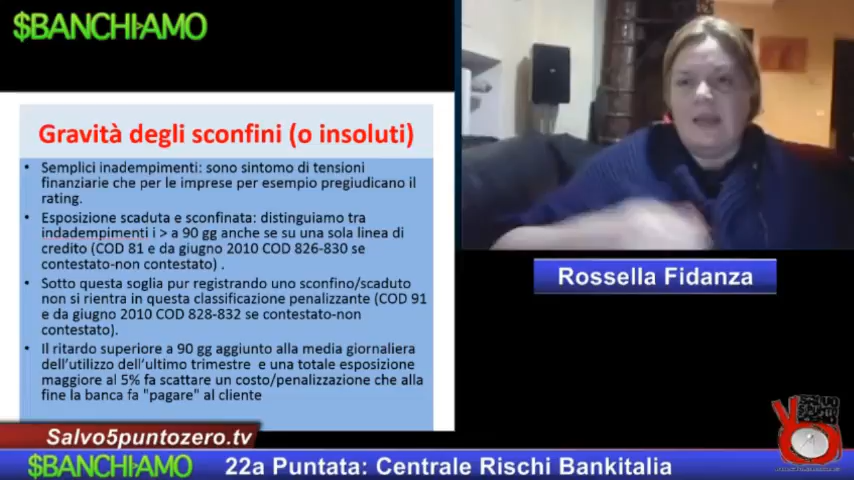 $BANCHIAMO
Gravità degli sconfini (o insoluti)
• Semplici inadempimenti: sono sintomo di tensioni
finanziarie che per le imprese per esempio pregiudicano il
rating.
• Esposizione scaduta e sconfinata: distinguiamo tra
indadempimenti i > a 90 gg anche se su una sola linea di
credito (COD 81 e da giugno 2010 COD 826-830 se
contestato-non contestato) .
• Sotto questa soglia pur registrando uno sconfino/scaduto
non si rientra in questa classificazione penalizzante (COD 91
e da giugno 2010 COD 828-832 se contestato-non
contestato).
• Il ritardo superiore a 90 gg aggiunto alla media giornaliera
dell'utilizzo dell'ultimo trimestre e una totale esposizione
maggiore al 5% fa scattare un costo/penalizzazione che alla
fine la banca fa "pagare" al cliente
Rossella Fidanza
Salvo5puntozero.tv
$BANCHIAMO 22a Puntata: Centrale Rischi Bankitalia